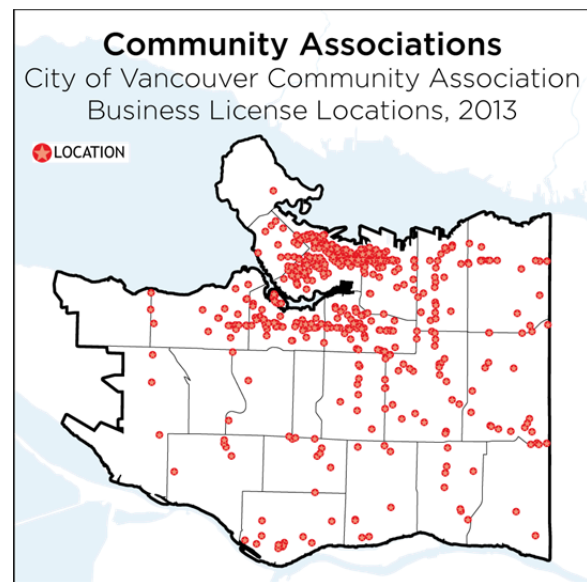 Community Associations
City of Vancouver Community Association
Business License Locations, 2013
LOCATION